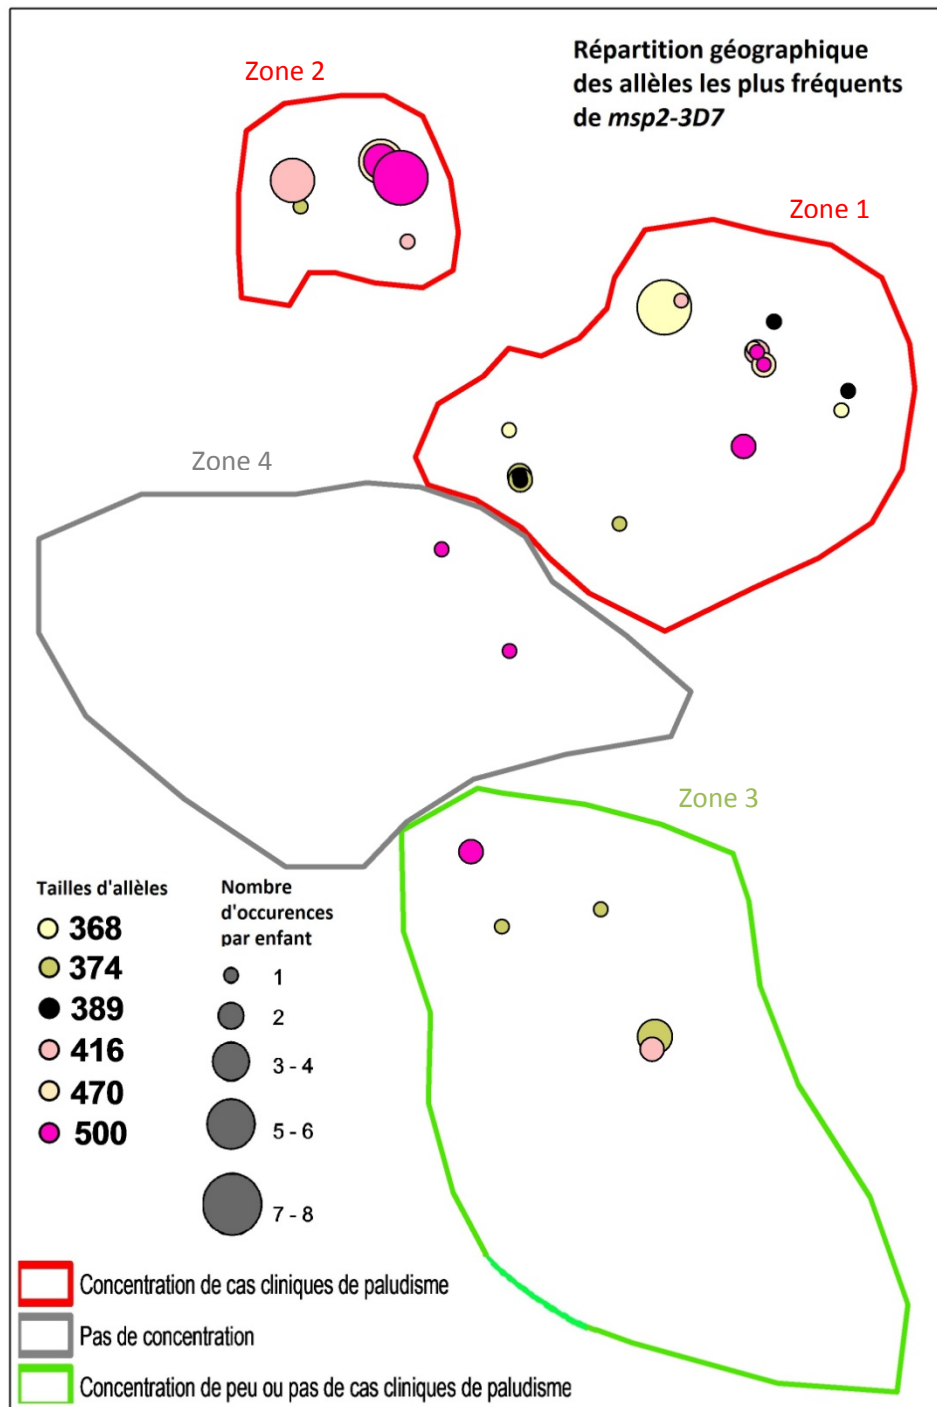 Répartition géographique
des allèles les plus fréquents
de msp2-3D7
Zone 2
Zone 1
Zone 4
Zone 3
Tailles d'allèles
368
374
389
416
470
500
Nombre
d'occurences
par enfant
1
2
3 - 4
5 - 6
7 - 8
Concentration de cas cliniques de paludisme
Pas de concentration
Concentration de peu ou pas de cas cliniques de paludisme